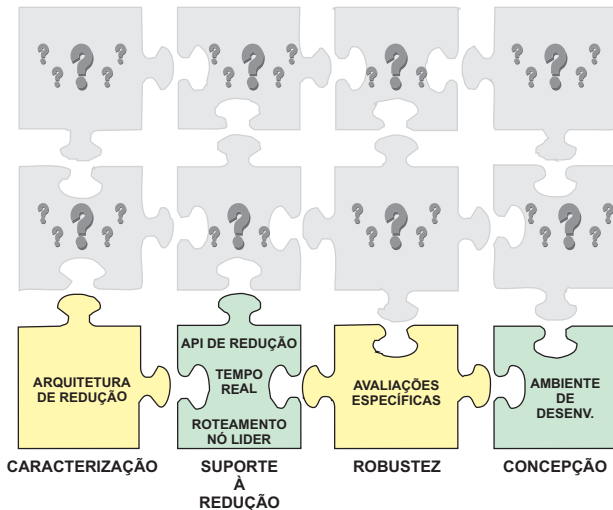 ? ? ? ? ?
? ? ? ? ?
? ? ? ? ?
? ? ? ? ?
? ? ? ? ?
? ? ?
? ? ? ? ?
? ? ? ? ?
ARQUITETURA
DE REDUÇÃO
API DE REDUÇÃO
TEMPO
REAL
ROTEAMENTO
NÓ LIDER
AVALIAÇÕES
ESPECÍFICAS
AMBIENTE
DE
DESENV.
CARACTERIZAÇÃO
SUPORTE
À
REDUÇÃO
ROBUSTEZ
CONCEPÇÃO